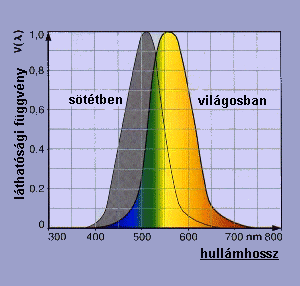 V(λ)
láthatósági függvény
1,0
0,8
0,6
0,4
0,2
0
sötétben
világosban
300 400 500 600 700 nm 800
hullámhossz